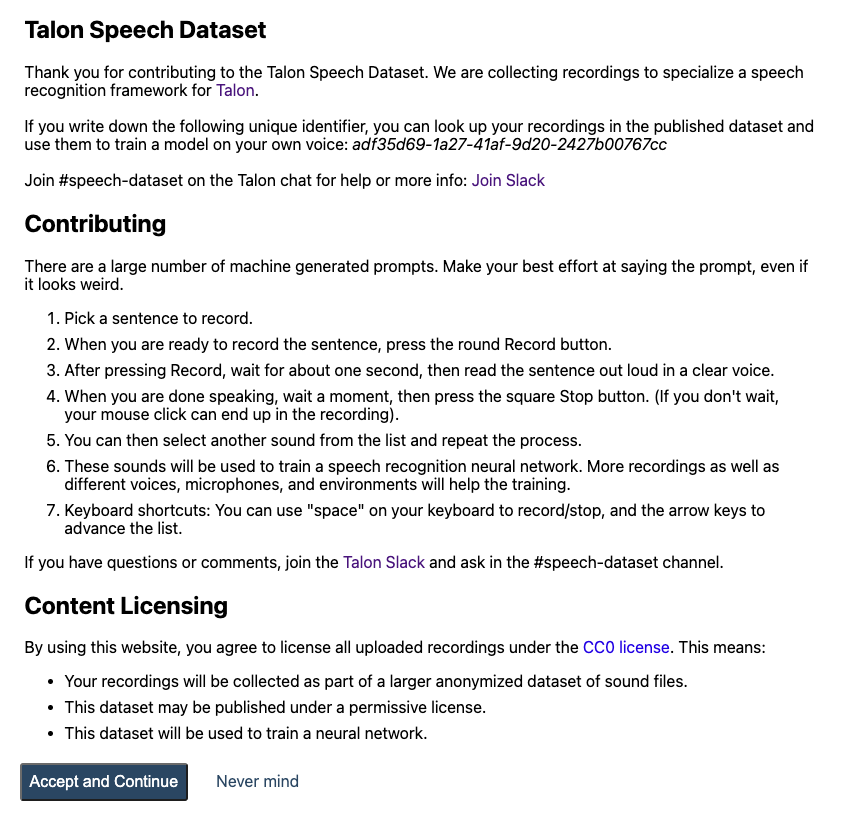 Talon Speech Dataset
Thank you for contributing to the Talon Speech Dataset. We are collecting recordings to specialize a speech
recognition framework for Talon.
If you write down the following unique identifier, you can look up your recordings in the published dataset and
use them to train a model on your own voice: adf35d69-1a27-41af-9d20-2427b00767cc
Join #speech-dataset on the Talon chat for help or more info: Join Slack
Contributing
There are a large number of machine generated prompts. Make your best effort at saying the prompt, even if
it looks weird.
1. Pick a sentence to record.
2. When you are ready to record the sentence, press the round Record button.
3. After pressing Record, wait for about one second, then read the sentence out loud in a clear voice.
4. When you are done speaking, wait a moment, then press the square Stop button. (If you don't wait,
your mouse click can end up in the recording).
5. You can then select another sound from the list and repeat the process.
6. These sounds will be used to train a speech recognition neural network. More recordings as well as
different voices, microphones, and environments will help the training.
7. Keyboard shortcuts: You can use "space" on your keyboard to record/stop, and the arrow keys to
advance the list.
If you have questions or comments, join the Talon Slack and ask in the #speech-dataset channel.
Content Licensing
By using this website, you agree to license all uploaded recordings under the CC0 license. This means:
• Your recordings will be collected as part of a larger anonymized dataset of sound files.
• This dataset may be published under a permissive license.
• This dataset will be used to train a neural network.
Accept and Continue Never mind